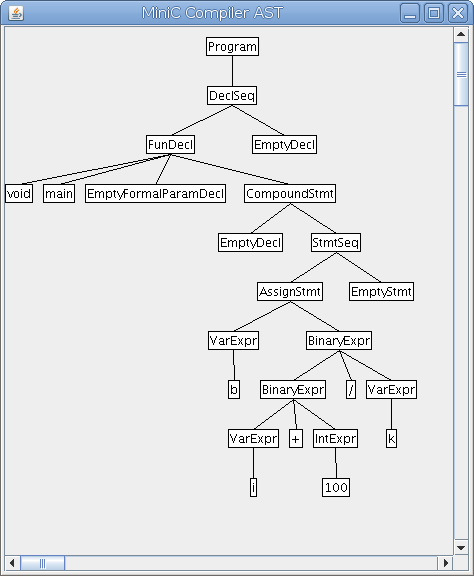 MiniC Compiler AST
Program
DeclSeq
FunDecl EmptyDecl
void main EmptyFormalParamDecl CompoundStmt
EmptyDecl StmtSeq
AssignStmt EmptyStmt
VarExpr BinaryExpr
b BinaryExpr / VarExpr
VarExpr + IntExpr k
i 100